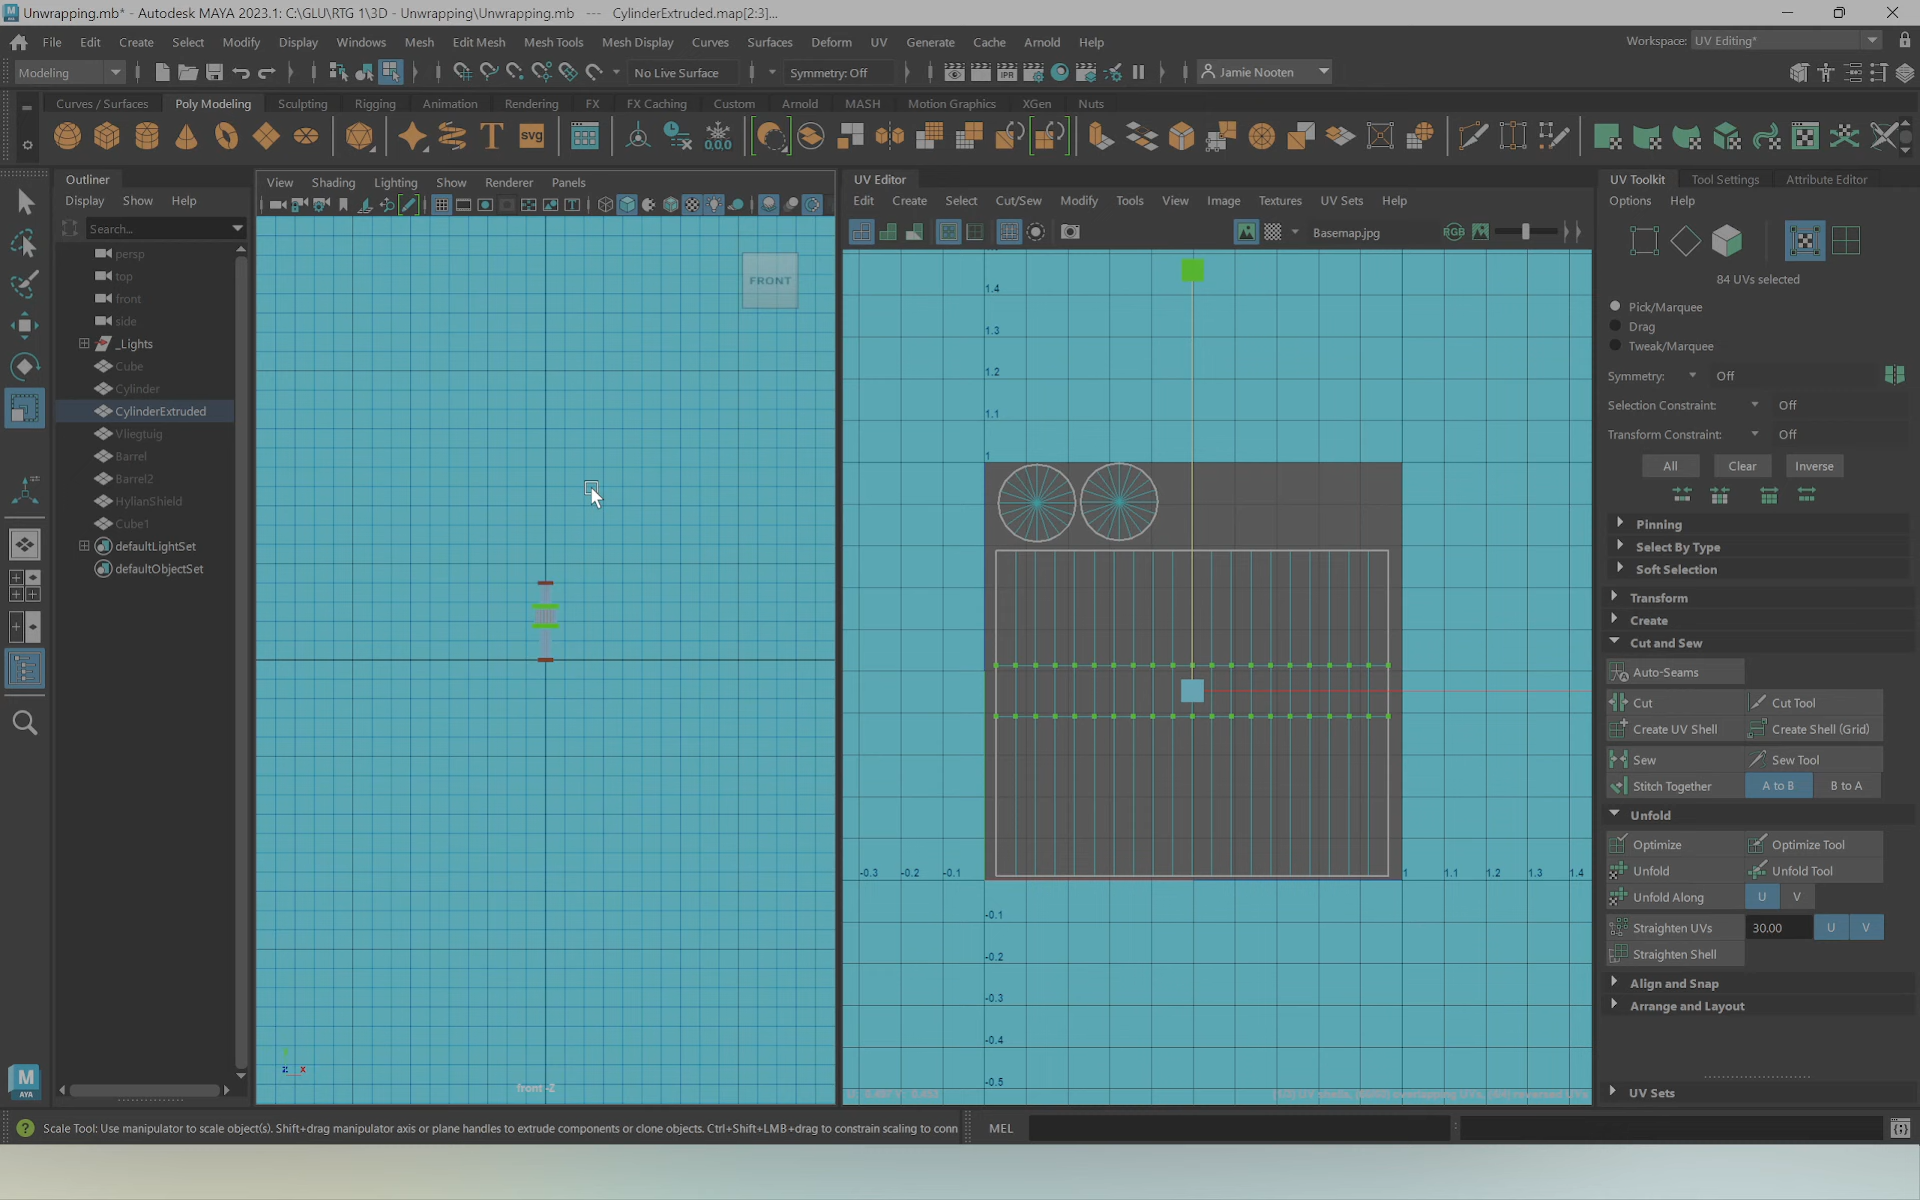 Unwrapping.mb* - Autodesk MAYA 2023.1: C:\GLU\RTG 1\3D - Unwrapping\Unwrapping.mb --- CylinderExtruded.map[2:3]...
File Edit Create Select Modify Display Windows Mesh Edit Mesh Mesh Tools Mesh Display Curves Surfaces Deform UV Generate Cache Arnold Help
Workspace: UV Editing*
Modeling
No Live Surface
Symmetry: Off
IPR
Jamie Nooten
Curves / Surfaces Poly Modeling Sculpting Rigging Animation Rendering FX FX Caching Custom Arnold MASH Motion Graphics XGen Nuts
T
svg
0,0,0
Outliner
Display Show Help
Search...
persp
top
front
side
_Lights
Cube
Cylinder
CylinderExtruded
Vliegtuig
Barrel
Barrel2
HylianShield
Cube1
defaultLightSet
defaultObjectSet
View Shading Lighting Show Renderer Panels
FRONT
front -Z
UV Editor
Edit Create Select Cut/Sew Modify Tools View Image Textures UV Sets Help
Basemap.jpg
RGB
1.4
1.3
1.2
1.1
1
-0.3 -0.2 -0.1 1 1.1 1.2 1.3 1.4
-0.1
-0.2
-0.3
-0.4
-0.5
UV Toolkit Tool Settings Attribute Editor
Options Help
84 UVs selected
Pick/Marquee
Drag
Tweak/Marquee
Symmetry: Off
Selection Constraint: Off
Transform Constraint: Off
All Clear Inverse
Pinning
Select By Type
Soft Selection
Transform
Create
Cut and Sew
Auto-Seams
Cut Cut Tool
Create UV Shell Create Shell (Grid)
Sew Sew Tool
Stitch Together A to B B to A
Unfold
Optimize Optimize Tool
Unfold Unfold Tool
Unfold Along U V
Straighten UVs 30.00 U V
Straighten Shell
Align and Snap
Arrange and Layout
UV Sets
M
AYA
Scale Tool: Use manipulator to scale object(s). Shift+drag manipulator axis or plane handles to extrude components or clone objects. Ctrl+Shift+LMB+drag to constrain scaling to conn
MEL